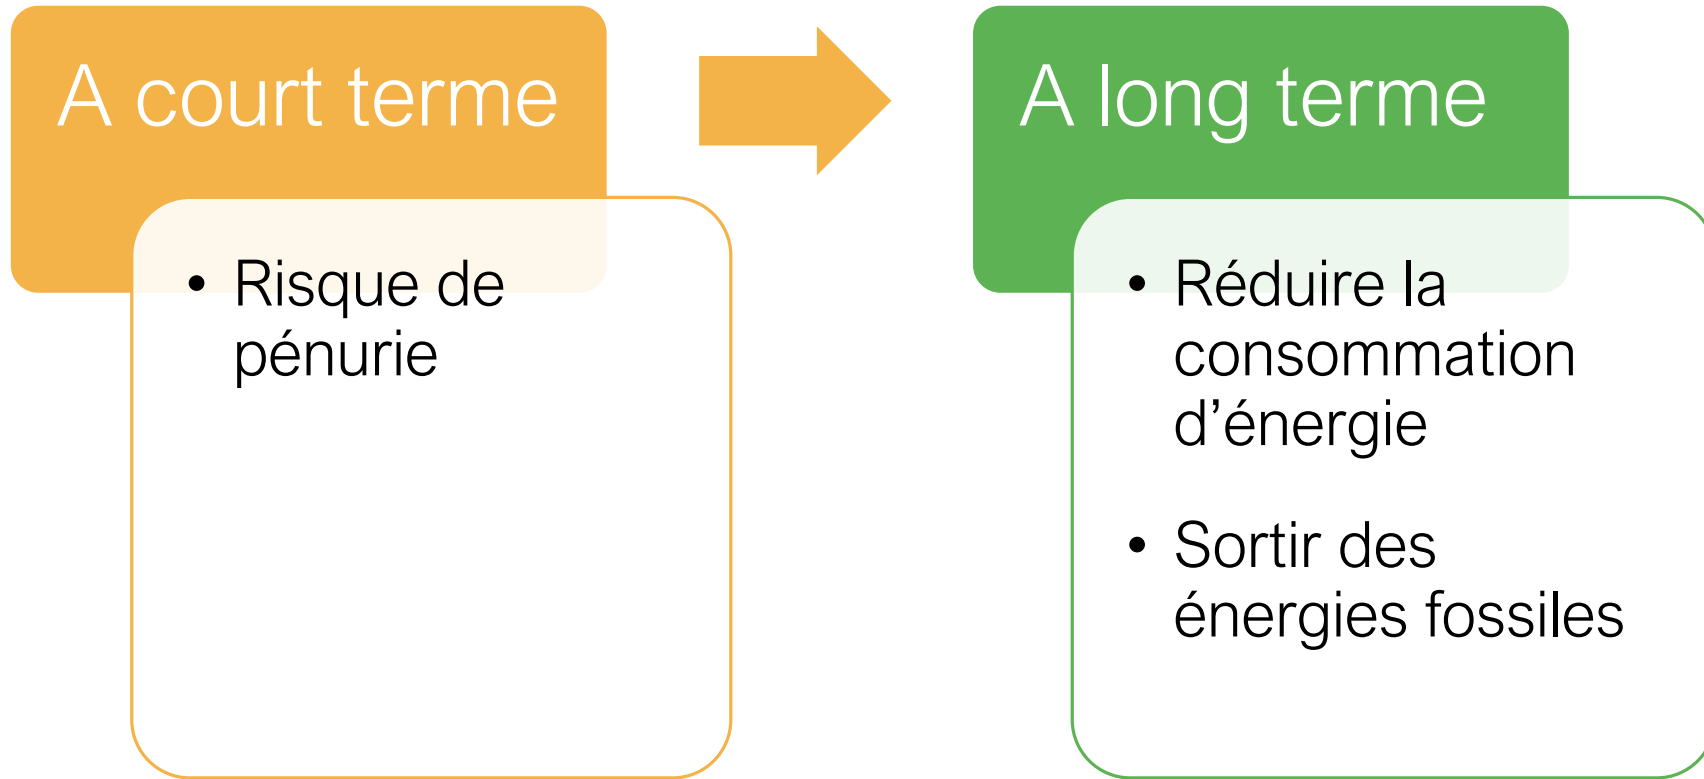 A court terme
• Risque de
pénurie
A long terme
• Réduire la
consommation
d’énergie
• Sortir des
énergies fossiles